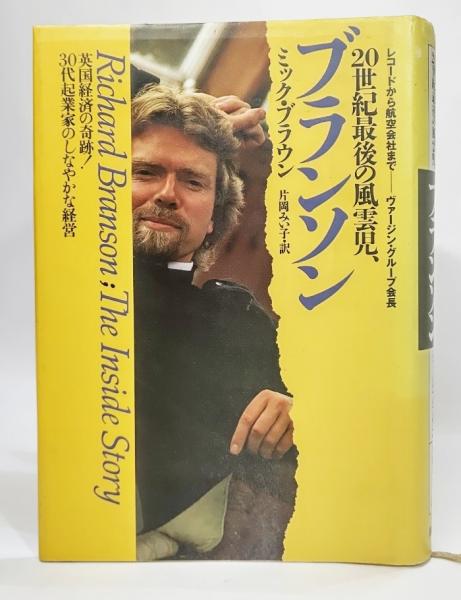 レコードから航空会社まで――ヴァージン・グループ会長
20世紀最後の風雲児、
ブランソン
ミック・ブラウン
片岡みい子・訳
Richard Branson ; The Inside Story
英国経済の奇跡!
30代起業家のしなやかな経営